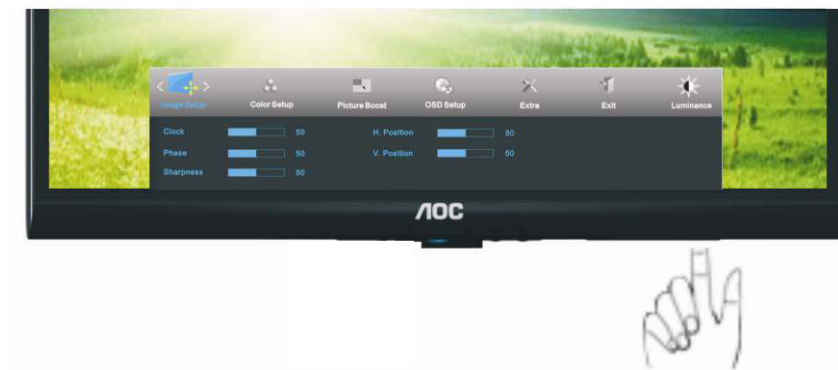 Image Setup Color Setup Picture Boost OSD Setup Extra Exit Luminance
Clock 50 H. Position 50
Phase 50 V. Position 50
Sharpness 50
AOC